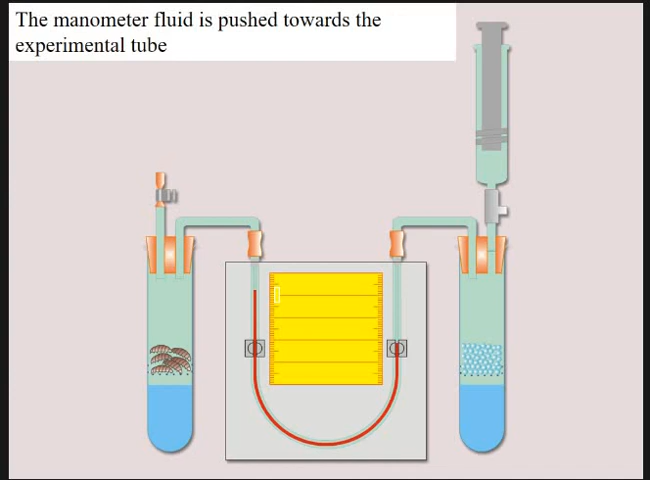 The manometer fluid is pushed towards the
experimental tube